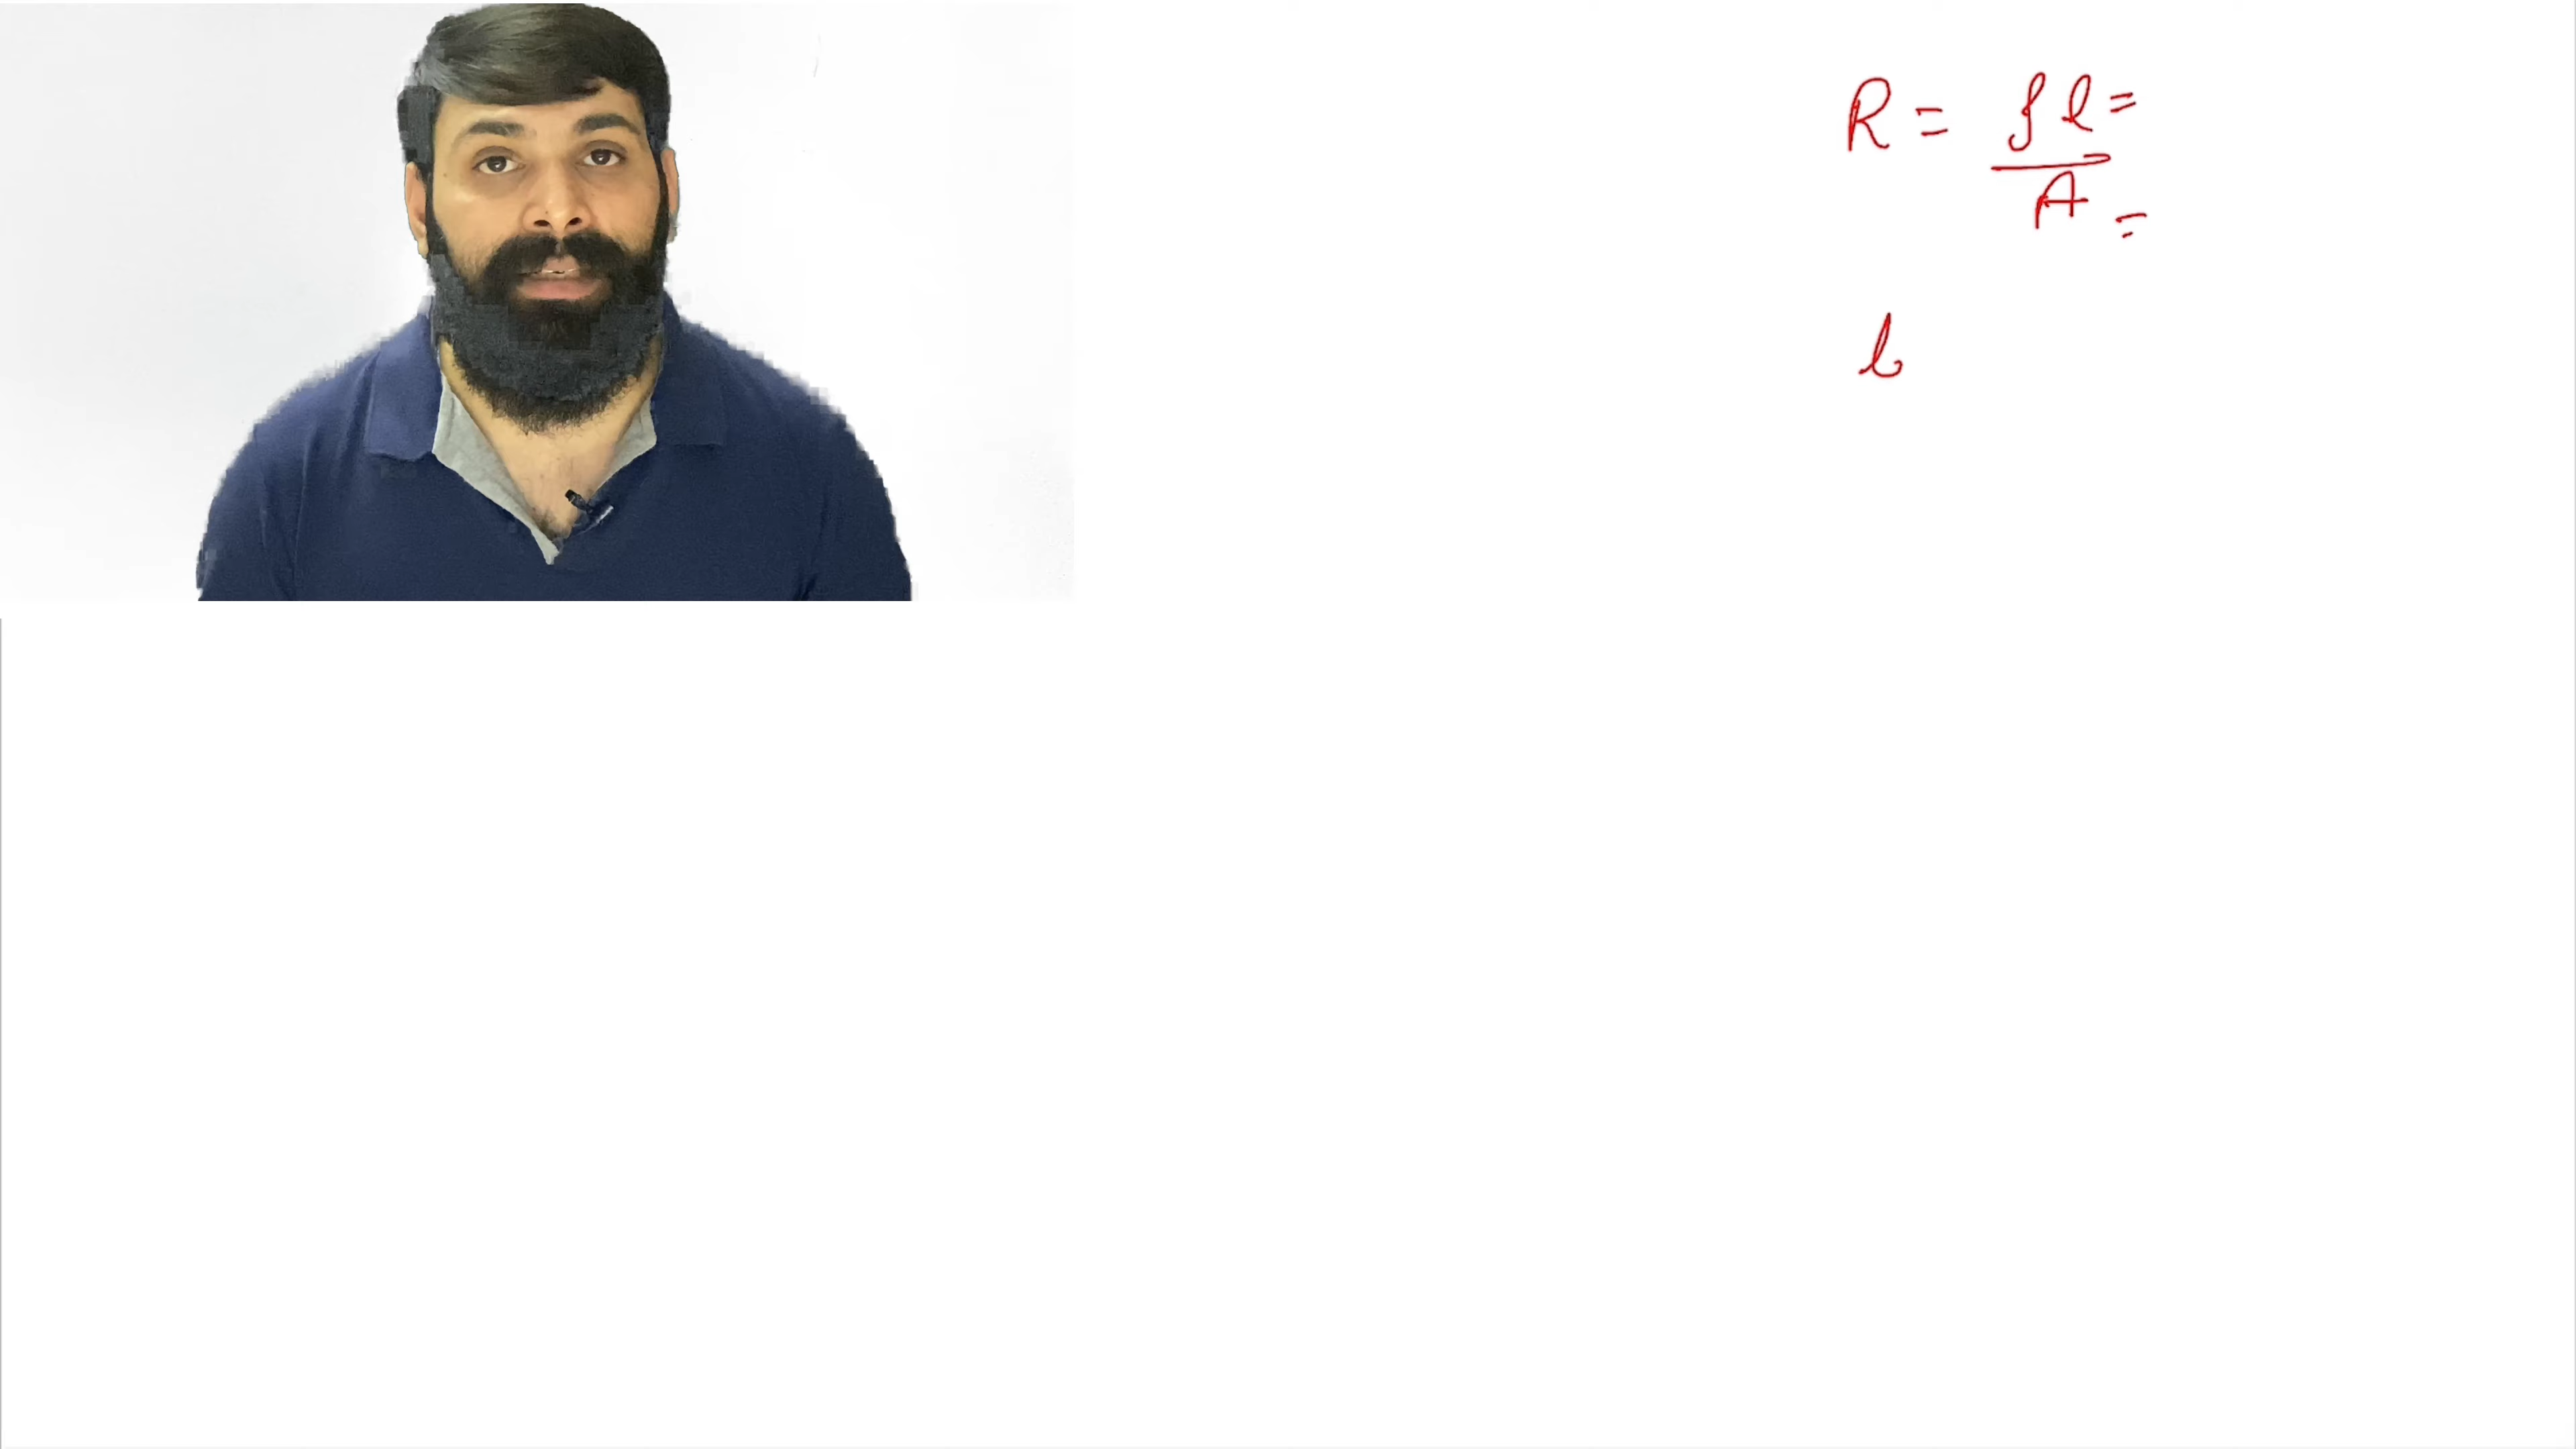 R = ρl =
A =
l